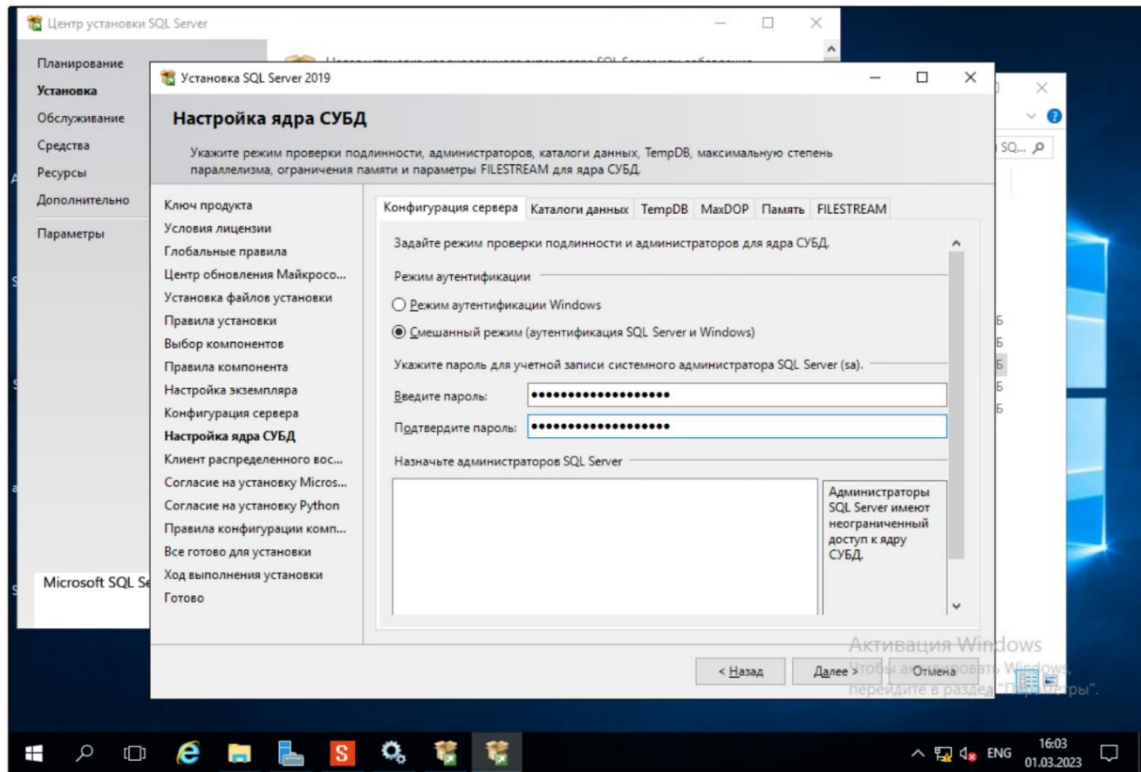 Центр установки SQL Server
Планирование
Установка
Обслуживание
Средства
Ресурсы
Дополнительно
Параметры
Microsoft SQL Se
SQ...
Установка SQL Server 2019
Настройка ядра СУБД
Укажите режим проверки подлинности, администраторов, каталоги данных, TempDB, максимальную степень
параллелизма, ограничения памяти и параметры FILESTREAM для ядра СУБД.
Ключ продукта
Условия лицензии
Глобальные правила
Центр обновления Майкросо...
Установка файлов установки
Правила установки
Выбор компонентов
Правила компонента
Настройка экземпляра
Конфигурация сервера
Настройка ядра СУБД
Клиент распределенного вос...
Согласие на установку Micros...
Согласие на установку Python
Правила конфигурации комп...
Все готово для установки
Ход выполнения установки
Готово
Конфигурация сервера Каталоги данных TempDB MaxDOP Память FILESTREAM
Задайте режим проверки подлинности и администраторов для ядра СУБД.
Режим аутентификации
Режим аутентификации Windows
Смешанный режим (аутентификация SQL Server и Windows)
Укажите пароль для учетной записи системного администратора SQL Server (sa).
Введите пароль: ●●●●●●●●●●●●●●●●●●●
Подтвердите пароль: ●●●●●●●●●●●●●●●●●●●
Назначьте администраторов SQL Server
Администраторы
SQL Server имеют
неограниченный
доступ к ядру
СУБД.
< Назад Далее > Отмена
Активация Windows
Чтобы активировать Windows,
перейдите в раздел "Параметры".
ENG
16:03
01.03.2023